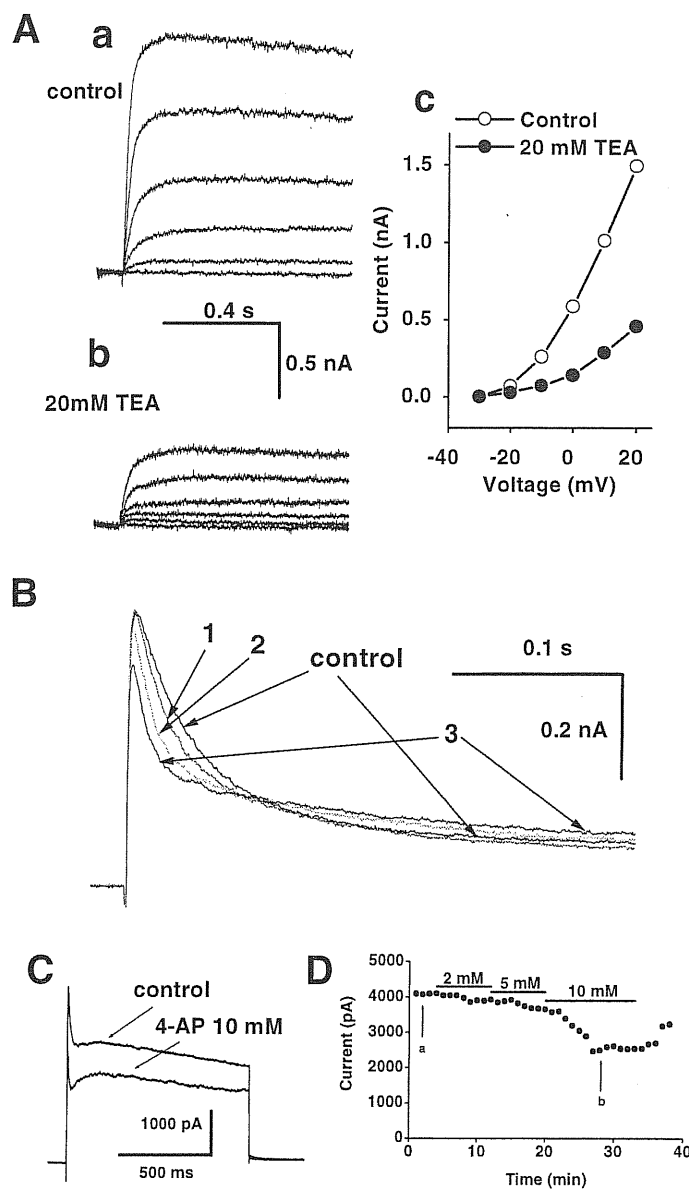 A
a
control
0.4 s
0.5 nA
b
20mM TEA
c
Control
20 mM TEA
1.5
1.0
0.5
0.0
Current (nA)
-40
-20
0
20
Voltage (mV)
B
1
2
control
3
0.1 s
0.2 nA
C
control
4-AP 10 mM
1000 pA
500 ms
D
5000
4000
3000
2000
1000
0
Current (pA)
2 mM
5 mM
10 mM
a
b
0
10
20
30
40
Time (min)